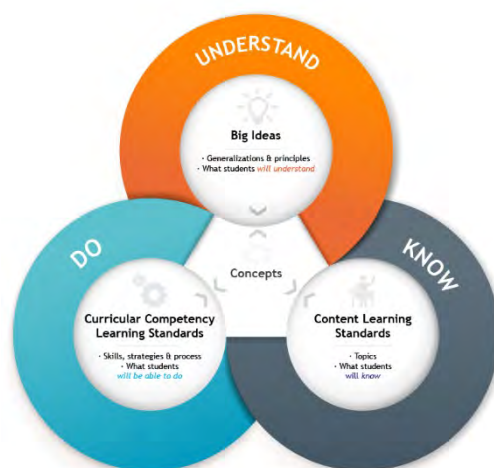 UNDERSTAND
Big Ideas
· Generalizations & principles
· What students will understand
DO
KNOW
Concepts
Curricular Competency
Learning Standards
· Skills, strategies & process
· What students
will be able to do
Content Learning
Standards
· Topics
· What students
will know